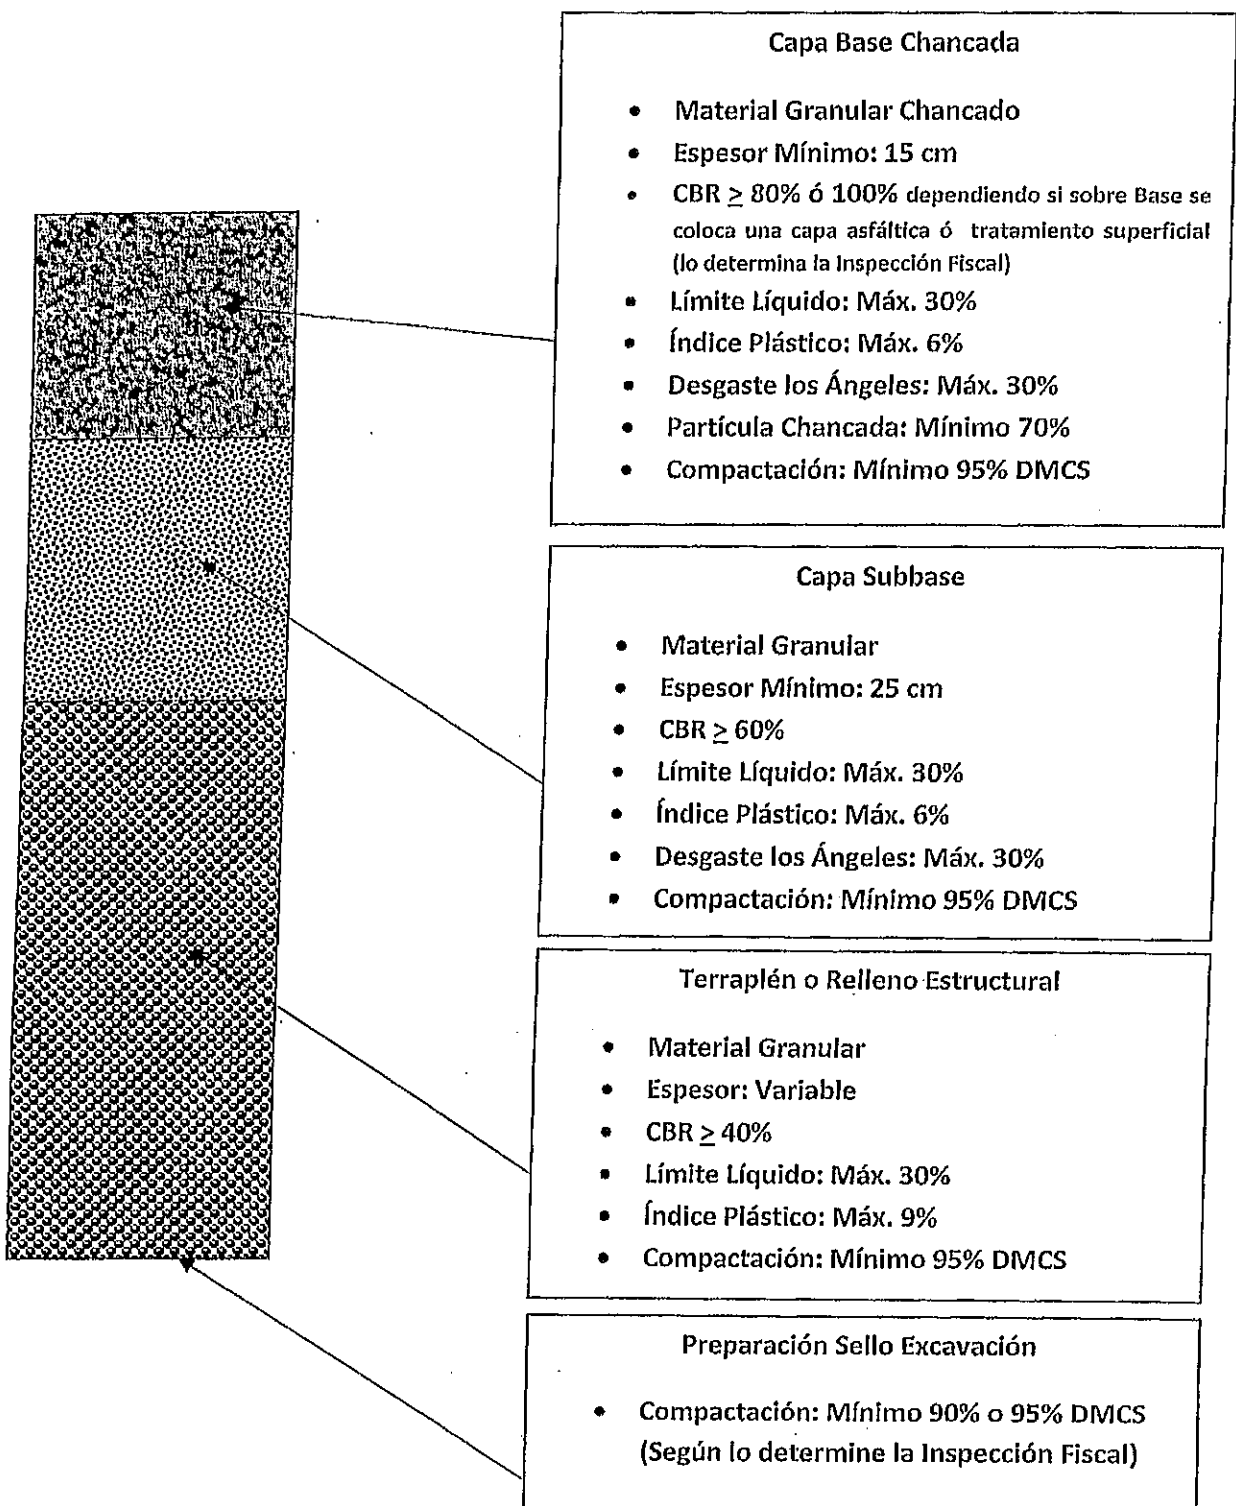 Capa Base Chancada
• Material Granular Chancado
• Espesor Mínimo: 15 cm
• CBR ≥ 80% ó 100% dependiendo si sobre Base se
coloca una capa asfáltica ó tratamiento superficial
(lo determina la Inspección Fiscal)
• Límite Líquido: Máx. 30%
• Índice Plástico: Máx. 6%
• Desgaste los Ángeles: Máx. 30%
• Partícula Chancada: Mínimo 70%
• Compactación: Mínimo 95% DMCS
Capa Subbase
• Material Granular
• Espesor Mínimo: 25 cm
• CBR ≥ 60%
• Límite Líquido: Máx. 30%
• Índice Plástico: Máx. 6%
• Desgaste los Ángeles: Máx. 30%
• Compactación: Mínimo 95% DMCS
Terraplén o Relleno Estructural
• Material Granular
• Espesor: Variable
• CBR ≥ 40%
• Límite Líquido: Máx. 30%
• Índice Plástico: Máx. 9%
• Compactación: Mínimo 95% DMCS
Preparación Sello Excavación
• Compactación: Mínimo 90% o 95% DMCS
(Según lo determine la Inspección Fiscal)